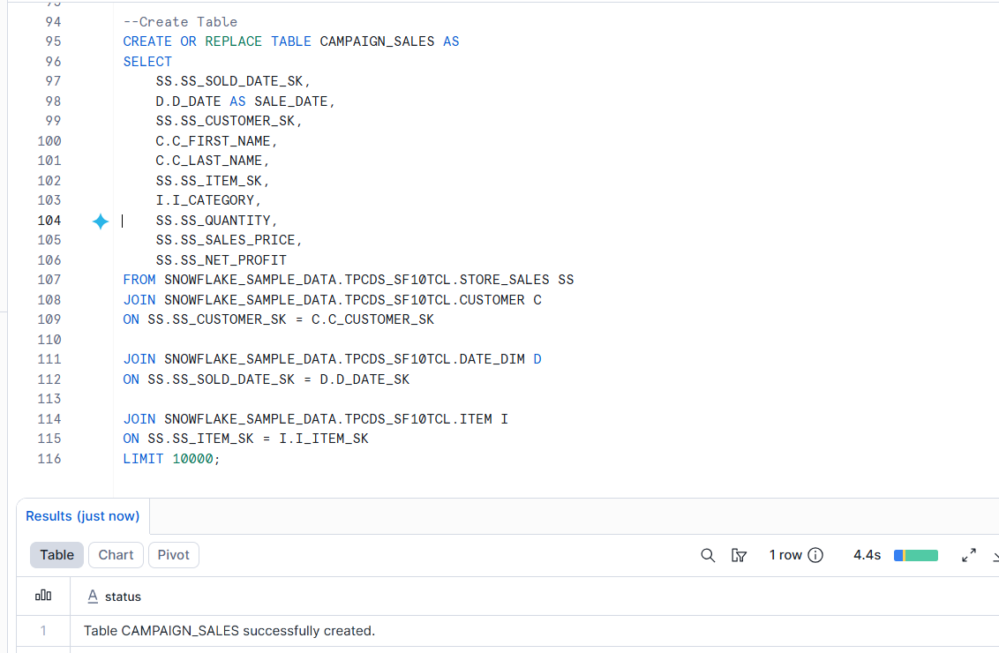 94 --Create Table
95 CREATE OR REPLACE TABLE CAMPAIGN_SALES AS
96 SELECT
97     SS.SS_SOLD_DATE_SK,
98     D.D_DATE AS SALE_DATE,
99     SS.SS_CUSTOMER_SK,
100     C.C_FIRST_NAME,
101     C.C_LAST_NAME,
102     SS.SS_ITEM_SK,
103     I.I_CATEGORY,
104     SS.SS_QUANTITY,
105     SS.SS_SALES_PRICE,
106     SS.SS_NET_PROFIT
107 FROM SNOWFLAKE_SAMPLE_DATA.TPCDS_SF10TCL.STORE_SALES SS
108 JOIN SNOWFLAKE_SAMPLE_DATA.TPCDS_SF10TCL.CUSTOMER C
109 ON SS.SS_CUSTOMER_SK = C.C_CUSTOMER_SK
110
111 JOIN SNOWFLAKE_SAMPLE_DATA.TPCDS_SF10TCL.DATE_DIM D
112 ON SS.SS_SOLD_DATE_SK = D.D_DATE_SK
113
114 JOIN SNOWFLAKE_SAMPLE_DATA.TPCDS_SF10TCL.ITEM I
115 ON SS.SS_ITEM_SK = I.I_ITEM_SK
116 LIMIT 10000;
Results (just now)
Table Chart Pivot 1 row 4.4s
A status
1 Table CAMPAIGN_SALES successfully created.